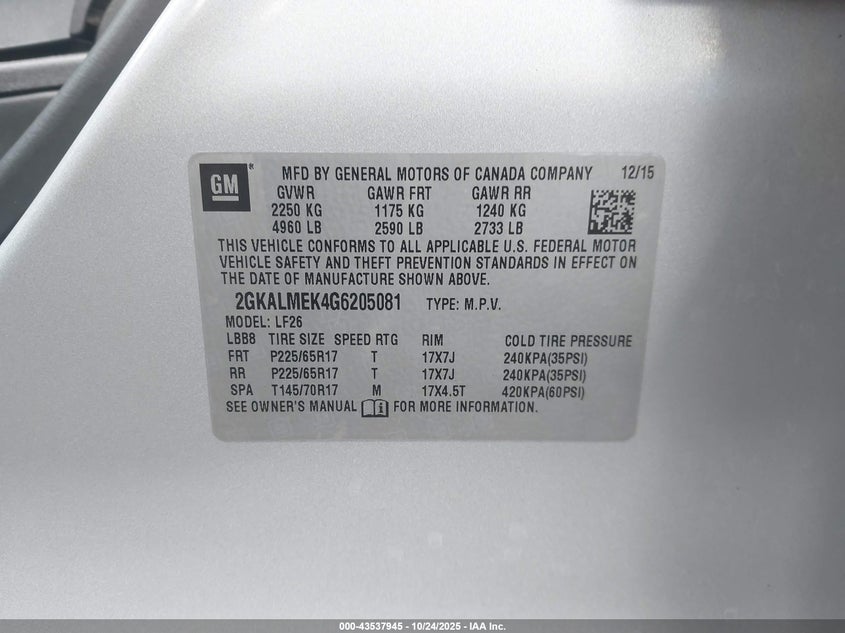 GM ®
MFD BY GENERAL MOTORS OF CANADA COMPANY 12/15
GVWR GAWR FRT GAWR RR
2250 KG 1175 KG 1240 KG
4960 LB 2590 LB 2733 LB
THIS VEHICLE CONFORMS TO ALL APPLICABLE U.S. FEDERAL MOTOR
VEHICLE SAFETY AND THEFT PREVENTION STANDARDS IN EFFECT ON
THE DATE OF MANUFACTURE SHOWN ABOVE.
2GKALMEK4G6205081 TYPE: M.P.V.
MODEL: LF26
LBB8 TIRE SIZE SPEED RTG RIM COLD TIRE PRESSURE
FRT P225/65R17 T 17X7J 240KPA(35PSI)
RR P225/65R17 T 17X7J 240KPA(35PSI)
SPA T145/70R17 M 17X4.5T 420KPA(60PSI)
SEE OWNER'S MANUAL i FOR MORE INFORMATION.
000-43537945 - 10/24/2025 - IAA Inc.